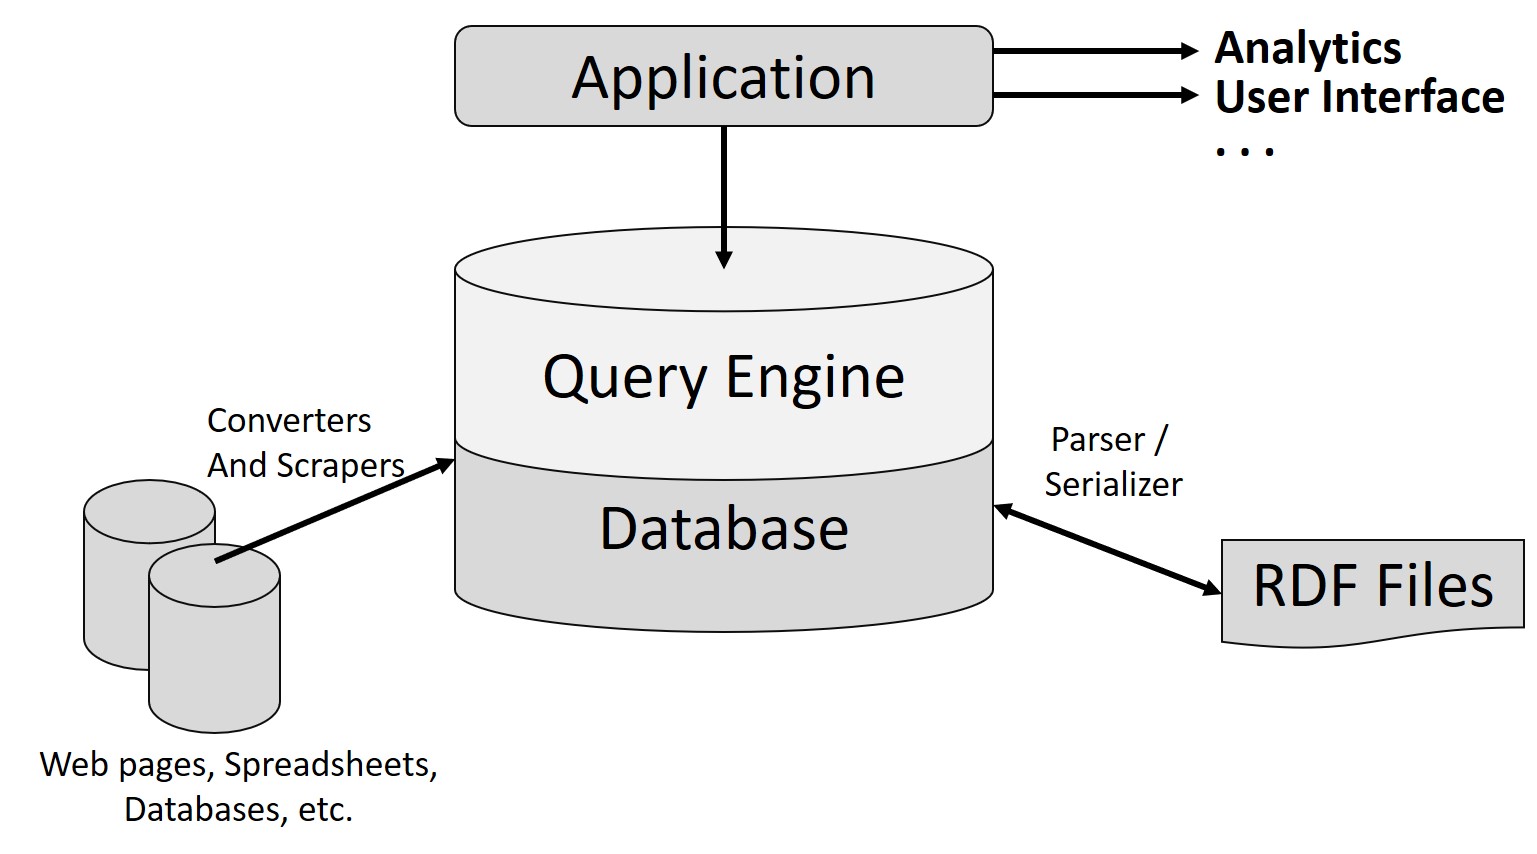 Application
Analytics
User Interface
. . .
Query Engine
Converters
And Scrapers
Parser /
Serializer
Database
RDF Files
Web pages, Spreadsheets,
Databases, etc.